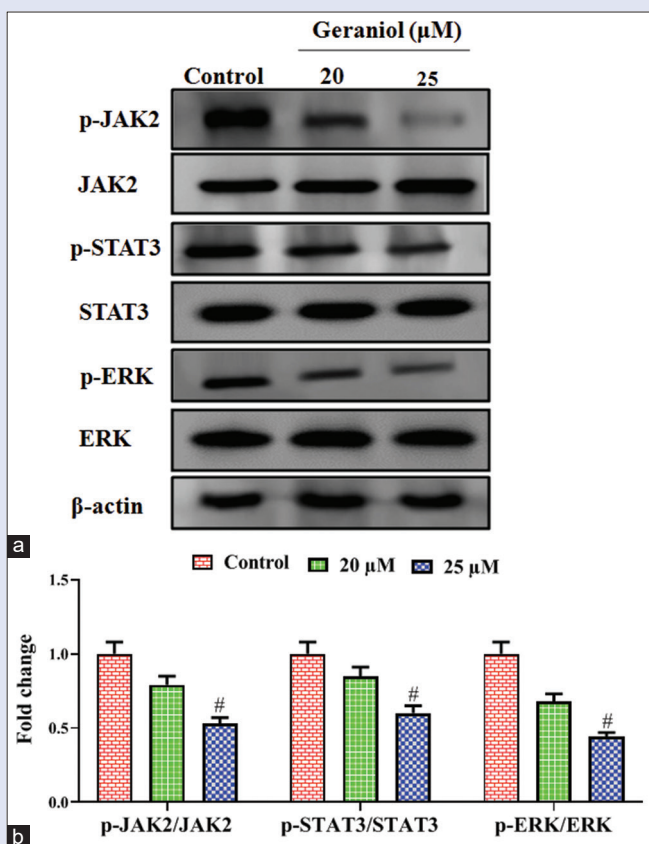 Geraniol (µM)
Control 20 25
p-JAK2
JAK2
p-STAT3
STAT3
p-ERK
ERK
β-actin
a
Control 20 µM 25 µM
1.5
1.0
0.5
0.0
Fold change
# # #
p-JAK2/JAK2 p-STAT3/STAT3 p-ERK/ERK
b